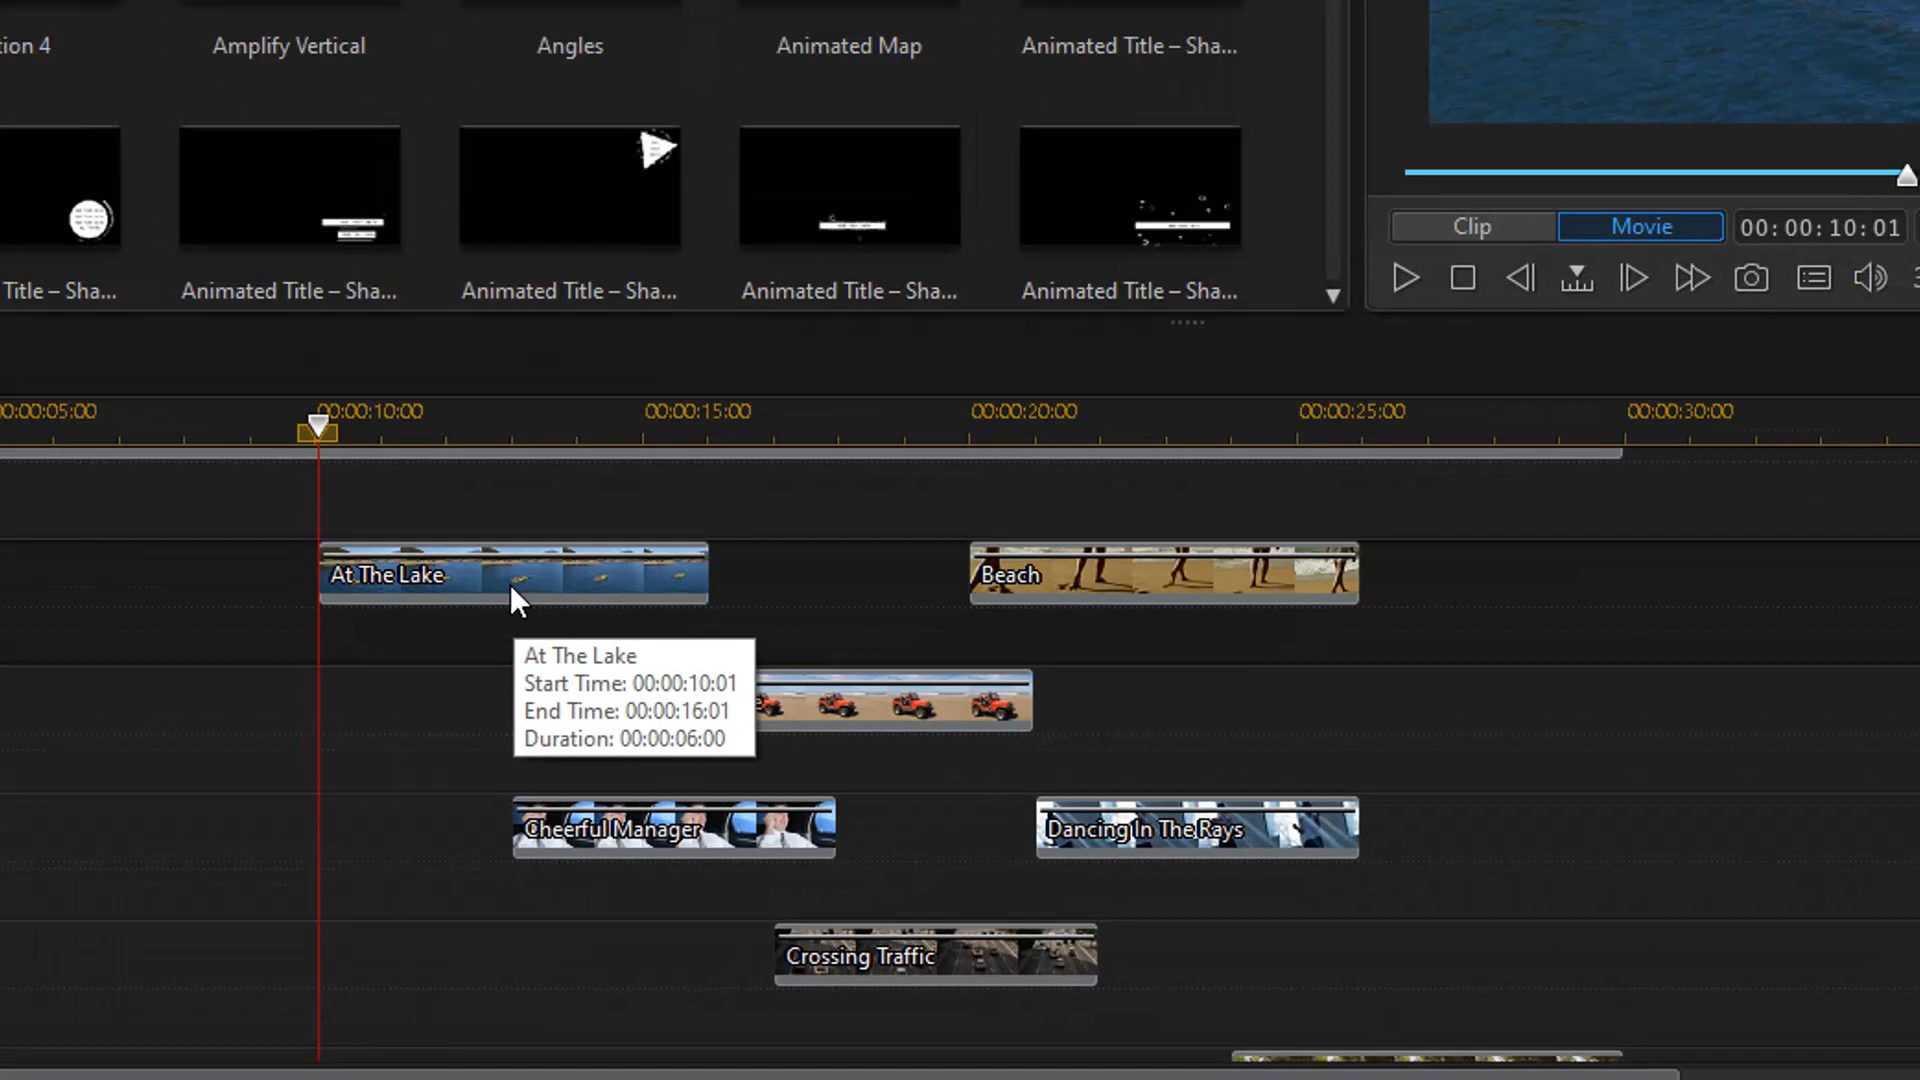 tion 4
Amplify Vertical
Angles
Animated Map
Animated Title – Sha...
Title – Sha...
Animated Title – Sha...
Animated Title – Sha...
Animated Title – Sha...
Animated Title – Sha...
Clip
Movie
00:00:10:01
00:00:05:00
00:00:10:00
00:00:15:00
00:00:20:00
00:00:25:00
00:00:30:00
At The Lake
Beach
At The Lake
Start Time: 00:00:10:01
End Time: 00:00:16:01
Duration: 00:00:06:00
Cheerful Manager
Dancing In The Rays
Crossing Traffic